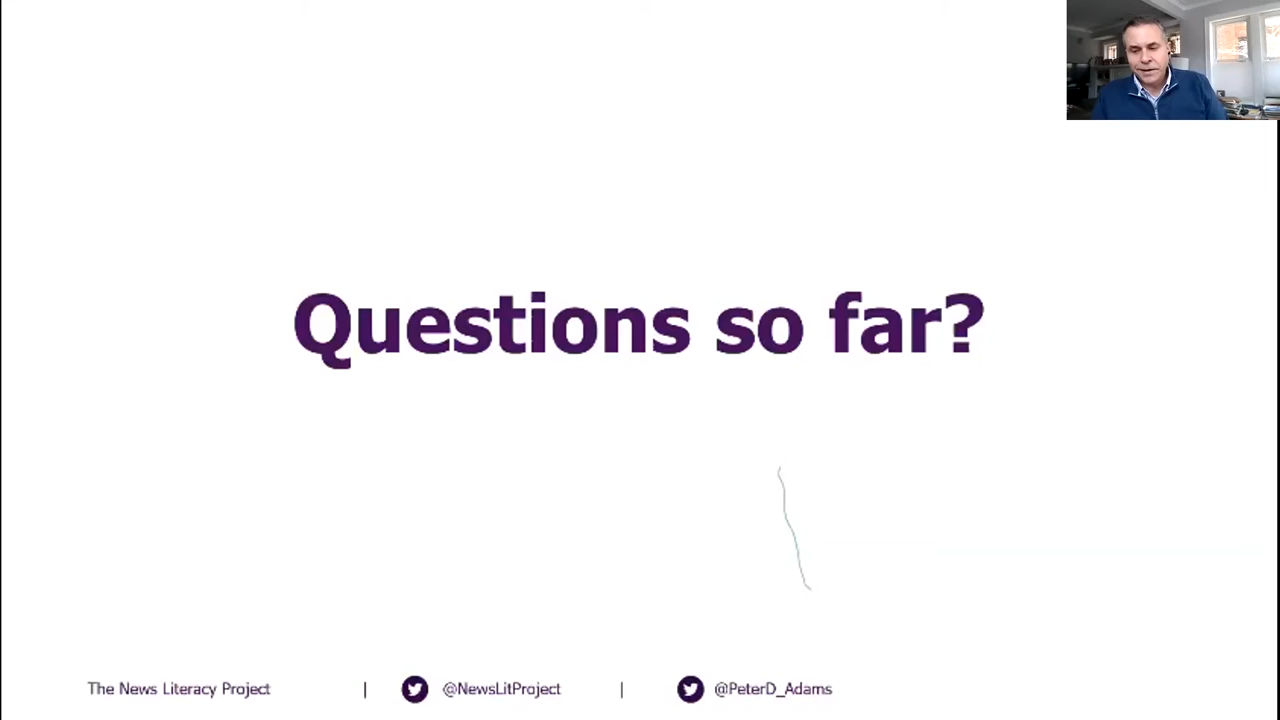 Questions so far?
The News Literacy Project | @NewsLitProject | @PeterD_Adams